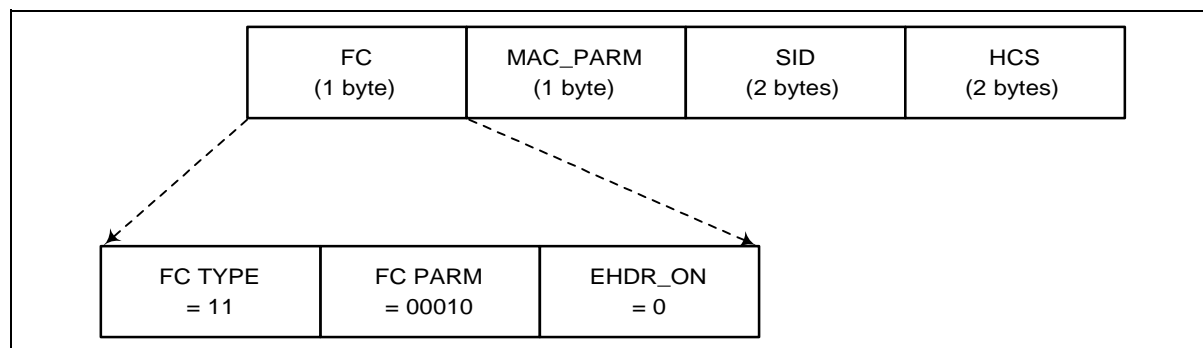 FC
(1 byte)
MAC_PARM
(1 byte)
SID
(2 bytes)
HCS
(2 bytes)
FC TYPE
= 11
FC PARM
= 00010
EHDR_ON
= 0